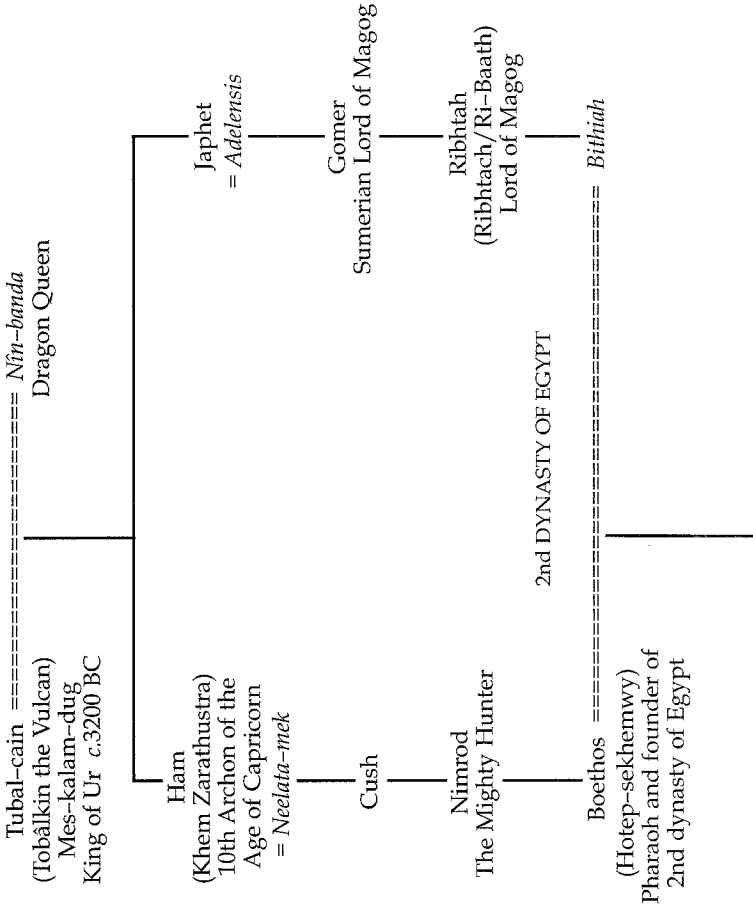 Tubal–cain ===================== Nîn–banda
(Tobâlkin the Vulcan)
Mes–kalam–dug
King of Ur c.3200 BC
Dragon Queen
Ham
(Khem Zarathustra)
10th Archon of the
Age of Capricorn
= Neelata–mek
Japhet
= Adelensis
Cush
Gomer
Sumerian Lord of Magog
Nimrod
The Mighty Hunter
Ribhtah
(Ribhtach/Ri–Baath)
Lord of Magog
2nd DYNASTY OF EGYPT
Boethos ===================================== Bithiah
(Hotep–sekhemwy)
Pharaoh and founder of
2nd dynasty of Egypt